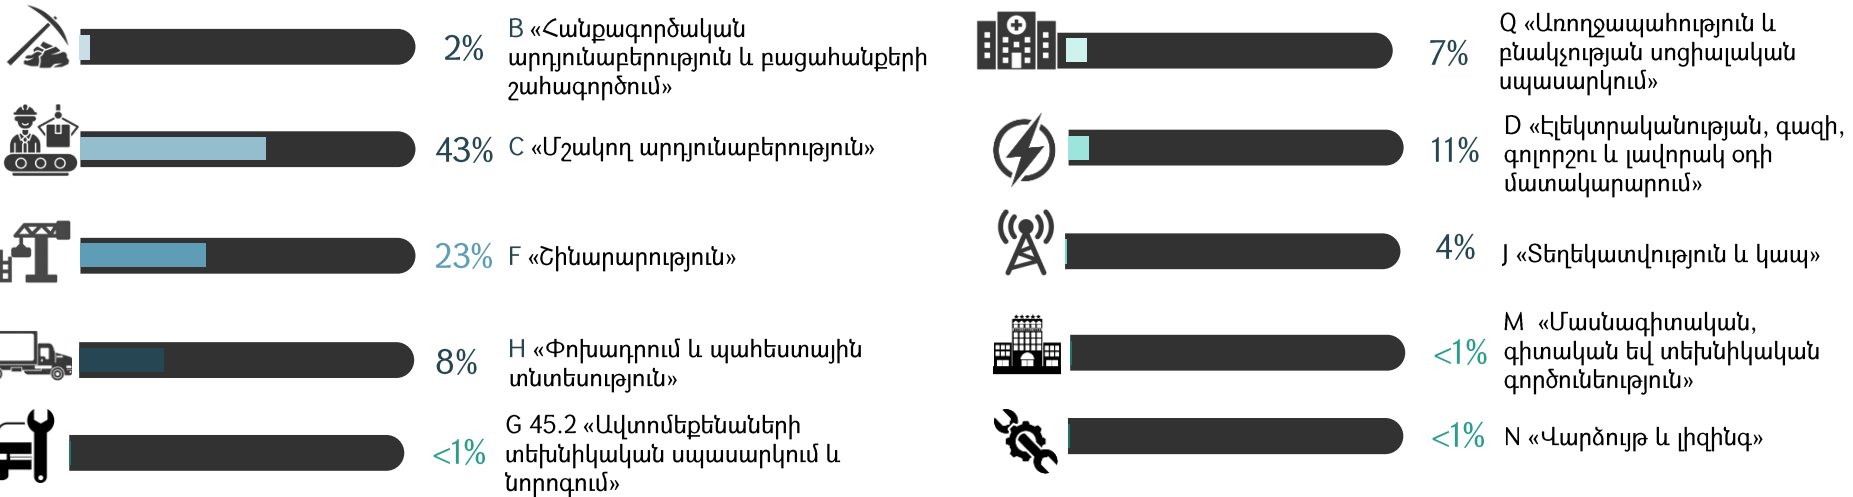 2%
B «Հանքագործական
արդյունաբերություն և բացահանքերի
շահագործում»
43%
C «Մշակող արդյունաբերություն»
23%
F «Շինարարություն»
8%
H «Փոխադրում և պահեստային
տնտեսություն»
<1%
G 45.2 «Ավտոմեքենաների
տեխնիկական սպասարկում և
նորոգում»
7%
Q «Առողջապահություն և
բնակչության սոցիալական
սպասարկում»
11%
D «Էլեկտրականության, գազի,
գոլորշու և լավորակ օդի
մատակարարում»
4%
J «Տեղեկատվություն և կապ»
<1%
M «Մասնագիտական,
գիտական եվ տեխնիկական
գործունեություն»
<1%
N «Վարձույթ և լիզինգ»